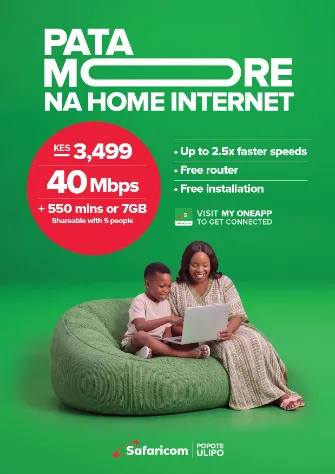 PATA
MORE
NA HOME INTERNET
KES 3,499
40 Mbps
+ 550 mins or 7GB
Shareable with 5 people
• Up to 2.5x faster speeds
• Free router
• Free installation
VISIT MY ONEAPP
TO GET CONNECTED
Safaricom
POPOTE
ULIPO